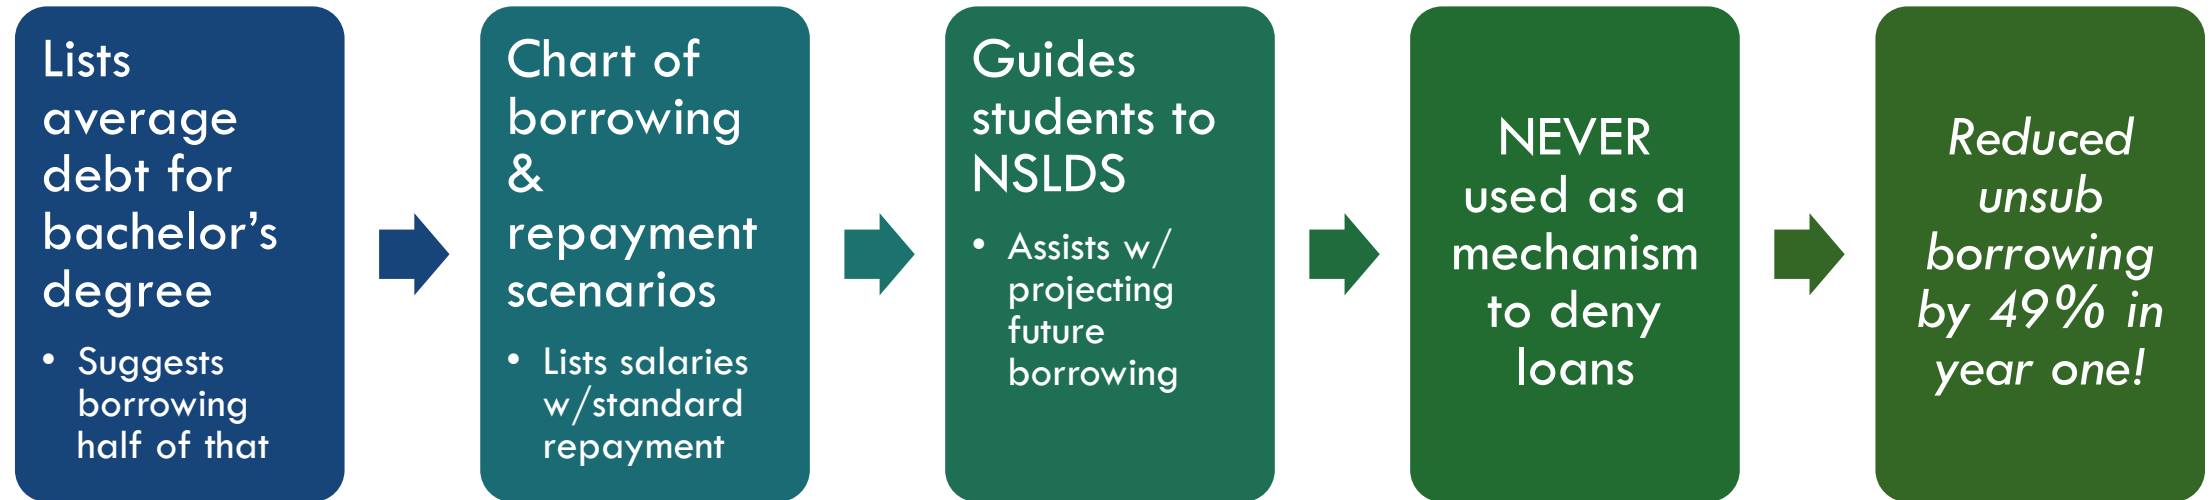 Lists
average
debt for
bachelor’s
degree
• Suggests
borrowing
half of that
Chart of
borrowing
&
repayment
scenarios
• Lists salaries
w/standard
repayment
Guides
students to
NSLDS
• Assists w/
projecting
future
borrowing
NEVER
used as a
mechanism
to deny
loans
Reduced
unsub
borrowing
by 49% in
year one!